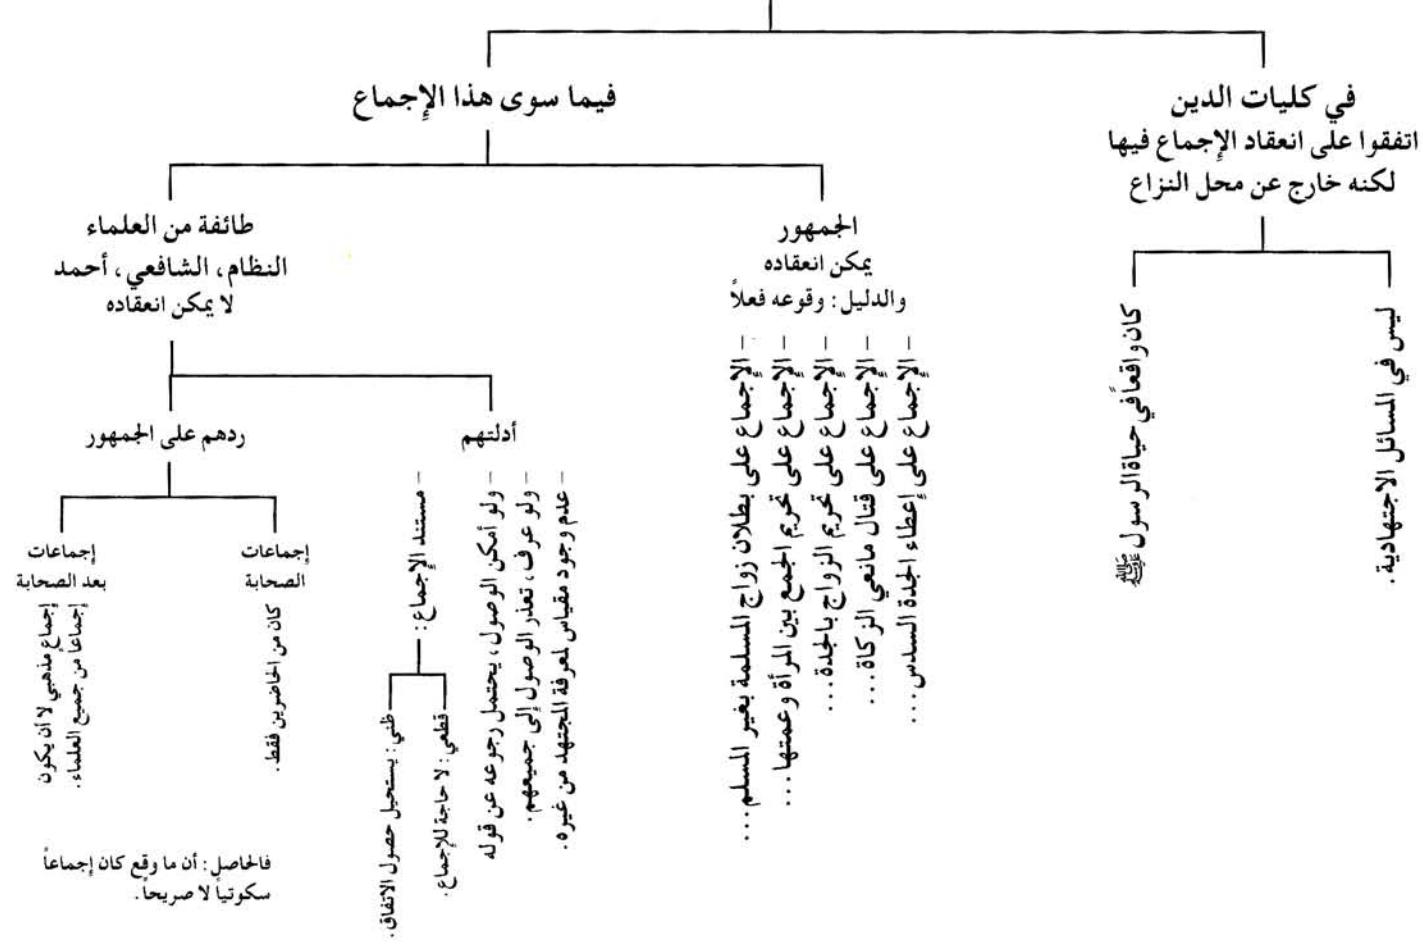 في كليات الدين
اتفقوا على انعقاد الإجماع فيها
لكنه خارج عن محل النزاع
ليس في المسائل الاجتهادية.
كان واقعاً في حياة الرسول ﷺ
فيما سوى هذا الإجماع
الجمهور
يمكن انعقاده
والدليل: وقوعه فعلاً
- الإجماع على إعطاء الجدة السدس...
- الإجماع على قتال مانعي الزكاة...
- الإجماع على تحريم الزواج بالجدة...
- الإجماع على تحريم الجمع بين المرأة وعمتها...
- الإجماع على بطلان زواج المسلمة بغير المسلم...
طائفة من العلماء
النظام، الشافعي، أحمد
لا يمكن انعقاده
أدلتهم
- عدم وجود مقياس لمعرفة المجتهد من غيره.
- ولو عرف، تعذر الوصول إلى جميعهم.
- ولو أمكن الوصول، يحتمل رجوعه عن قوله
- مستند الإجماع:
قطعي: لا حاجة للإجماع.
ظني: يستحيل حصول الاتفاق.
ردهم على الجمهور
إجماعات
الصحابة
كان من الحاضرين فقط.
إجماعات
بعد الصحابة
إجماع مذهبي لا أن يكون
إجماعاً من جميع العلماء.
فالحاصل: أن ما وقع كان إجماعاً
سكوتياً لا صريحاً.